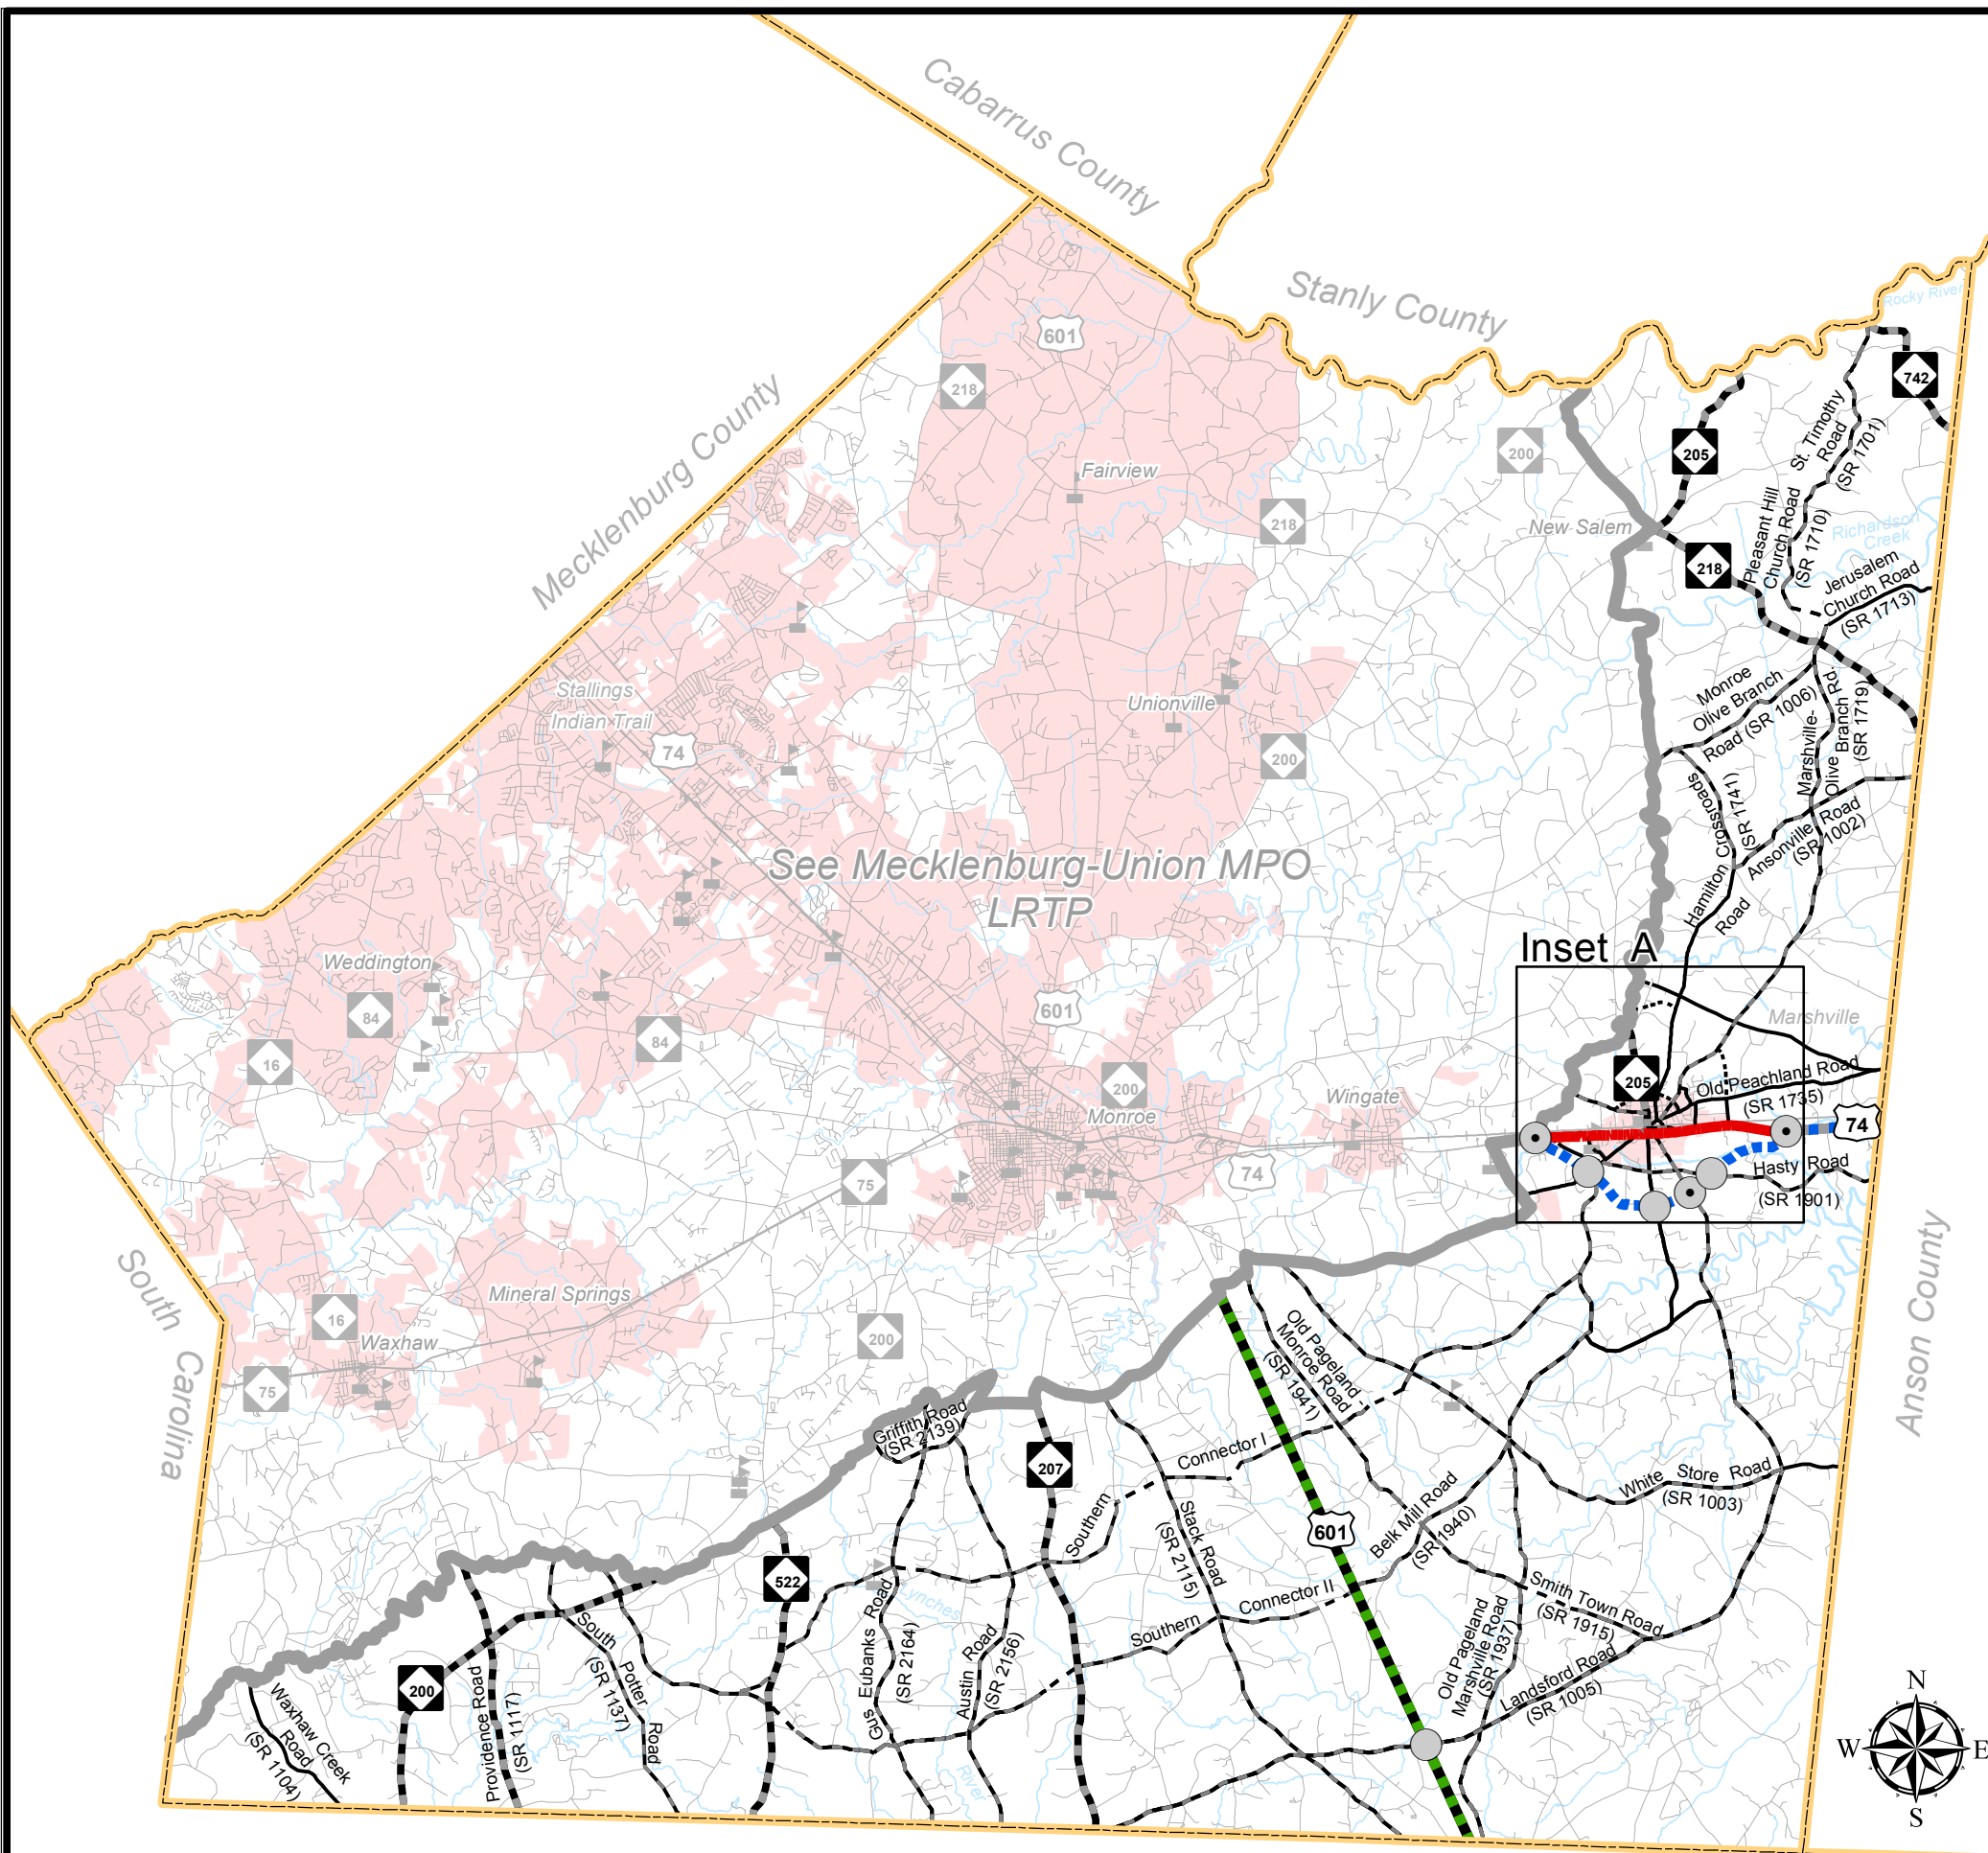 Cabarrus County
Stanly County
Rocky River
601
218
742
Mecklenburg County
St. Timothy
Road
(SR 1701)
205
200
Fairview
218
New Salem
Pleasant Hill
Church Road
(SR 1710)
Richardson
Creek
218
Jerusalem
Church Road
(SR 1713)
Stallings
Indian Trail
74
Unionville
200
Monroe
Olive Branch
Road (SR 1006)
Marshville-
Olive Branch Rd.
(SR 1719)
Hamilton Crossroads
Road
(SR 1741)
Ansonville Road
(SR 1002)
See Mecklenburg-Union MPO
LRTP
Inset A
Weddington
84
16
84
601
Marshville
200
Monroe
Wingate
205
Old Peachland Road
(SR 1735)
74
74
75
Hasty Road
(SR 1901)
South Carolina
Anson County
Mineral Springs
16
Waxhaw
200
75
Old Pageland
Monroe Road
(SR 1941)
Griffith Road
(SR 2139)
207
Southern
Connector I
Stack Road
(SR 2115)
White Store Road
(SR 1003)
601
Belk Mill Road
(SR 1940)
522
Lynches
River
Gus Eubanks Road
(SR 2164)
Austin Road
(SR 2156)
Southern
Connector II
Smith Town Road
(SR 1915)
Old Pageland
Marshville Road
(SR 1937)
Landsford Road
(SR 1005)
200
Providence Road
(SR 1117)
South
Potter
Road
(SR 1137)
Waxhaw Creek
Road
(SR 1104)
N
W
E
S